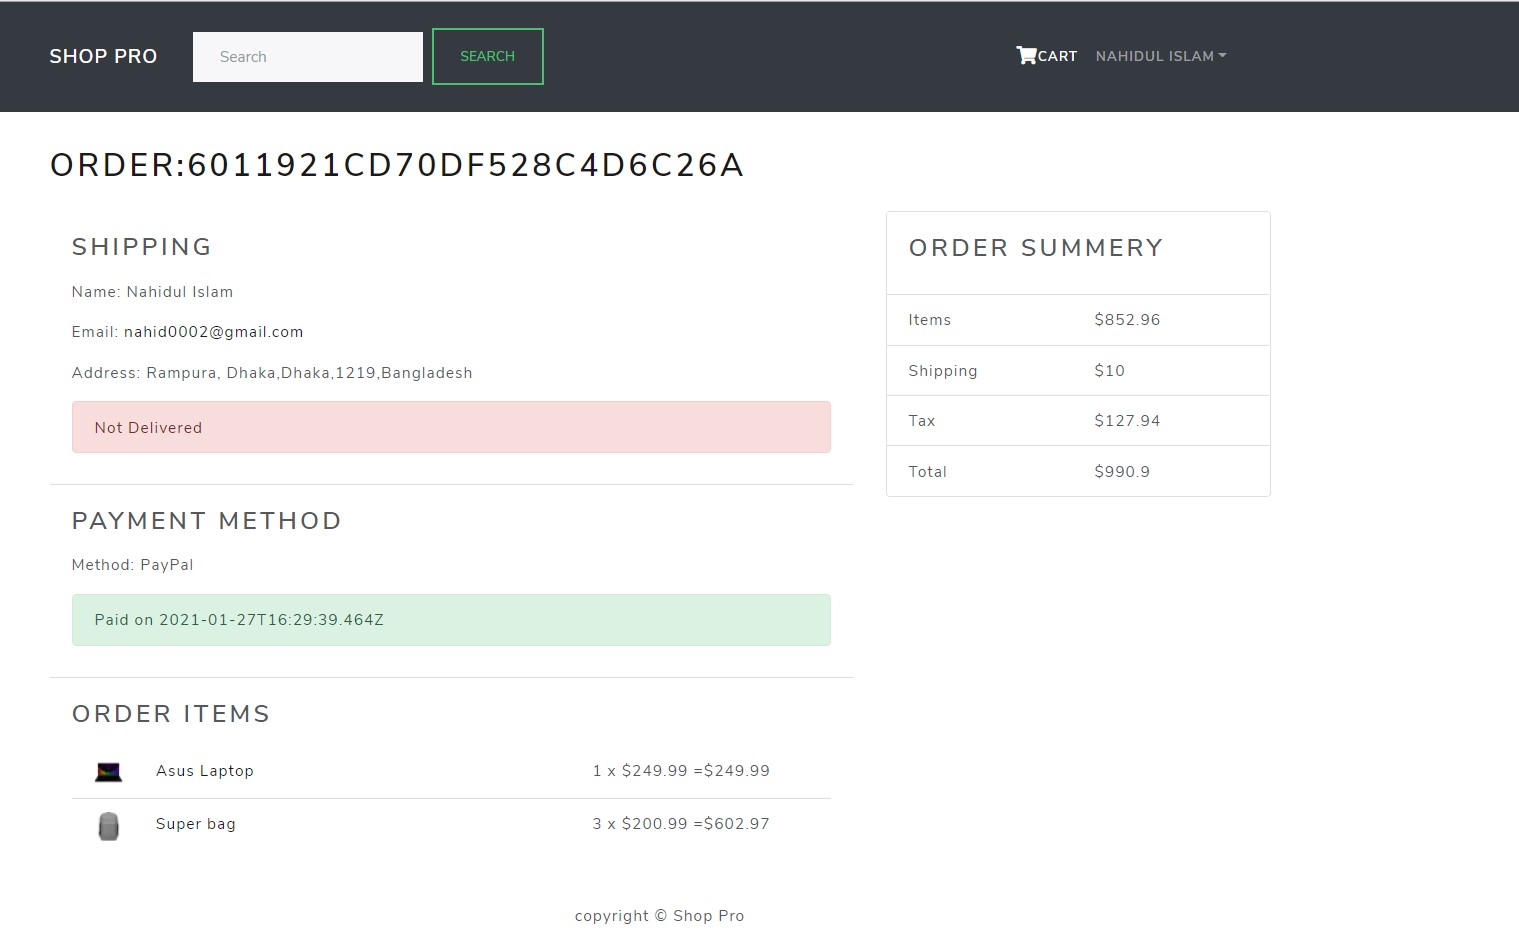 SHOP PRO
Search
SEARCH
CART
NAHIDUL ISLAM
ORDER:6011921CD70DF528C4D6C26A
SHIPPING
Name: Nahidul Islam
Email: nahid0002@gmail.com
Address: Rampura, Dhaka,Dhaka,1219,Bangladesh
Not Delivered
PAYMENT METHOD
Method: PayPal
Paid on 2021-01-27T16:29:39.464Z
ORDER ITEMS
Asus Laptop 1 x $249.99 =$249.99
Super bag 3 x $200.99 =$602.97
ORDER SUMMERY
Items $852.96
Shipping $10
Tax $127.94
Total $990.9
copyright © Shop Pro